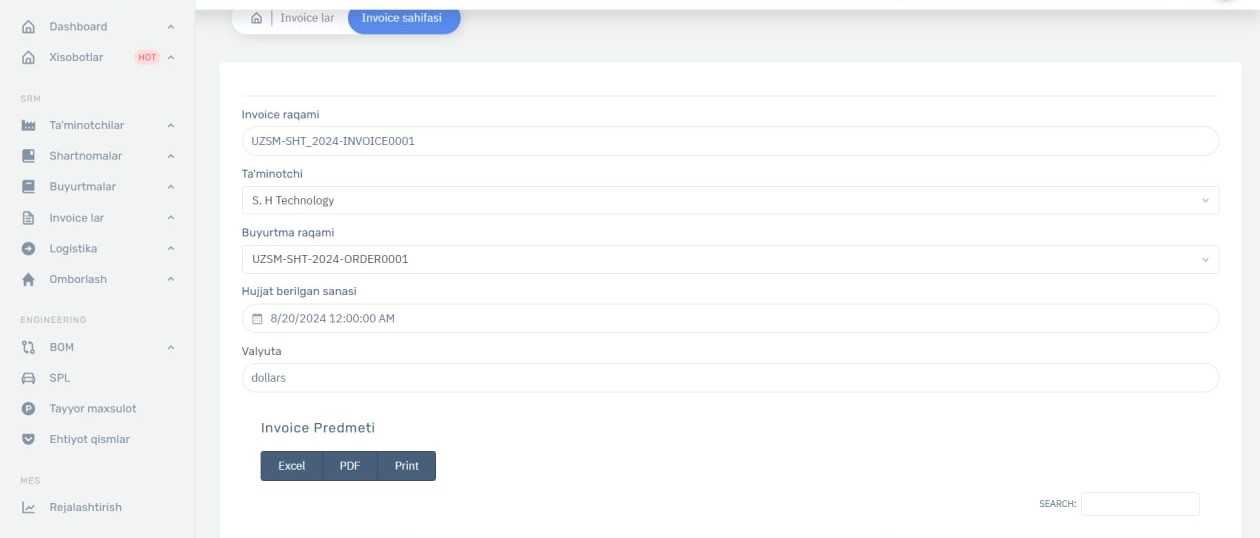 Dashboard
Xisobotlar HOT
SRM
Ta'minotchilar
Shartnomalar
Buyurtmalar
Invoice lar
Logistika
Omborlash
ENGINEERING
BOM
SPL
Tayyor maxsulot
Ehtiyot qismlar
MES
Rejalashtirish
Invoice lar Invoice sahifasi
Invoice raqami
UZSM-SHT_2024-INVOICE0001
Ta'minotchi
S. H Technology
Buyurtma raqami
UZSM-SHT-2024-ORDER0001
Hujjat berilgan sanasi
8/20/2024 12:00:00 AM
Valyuta
dollars
Invoice Predmeti
Excel PDF Print
SEARCH: